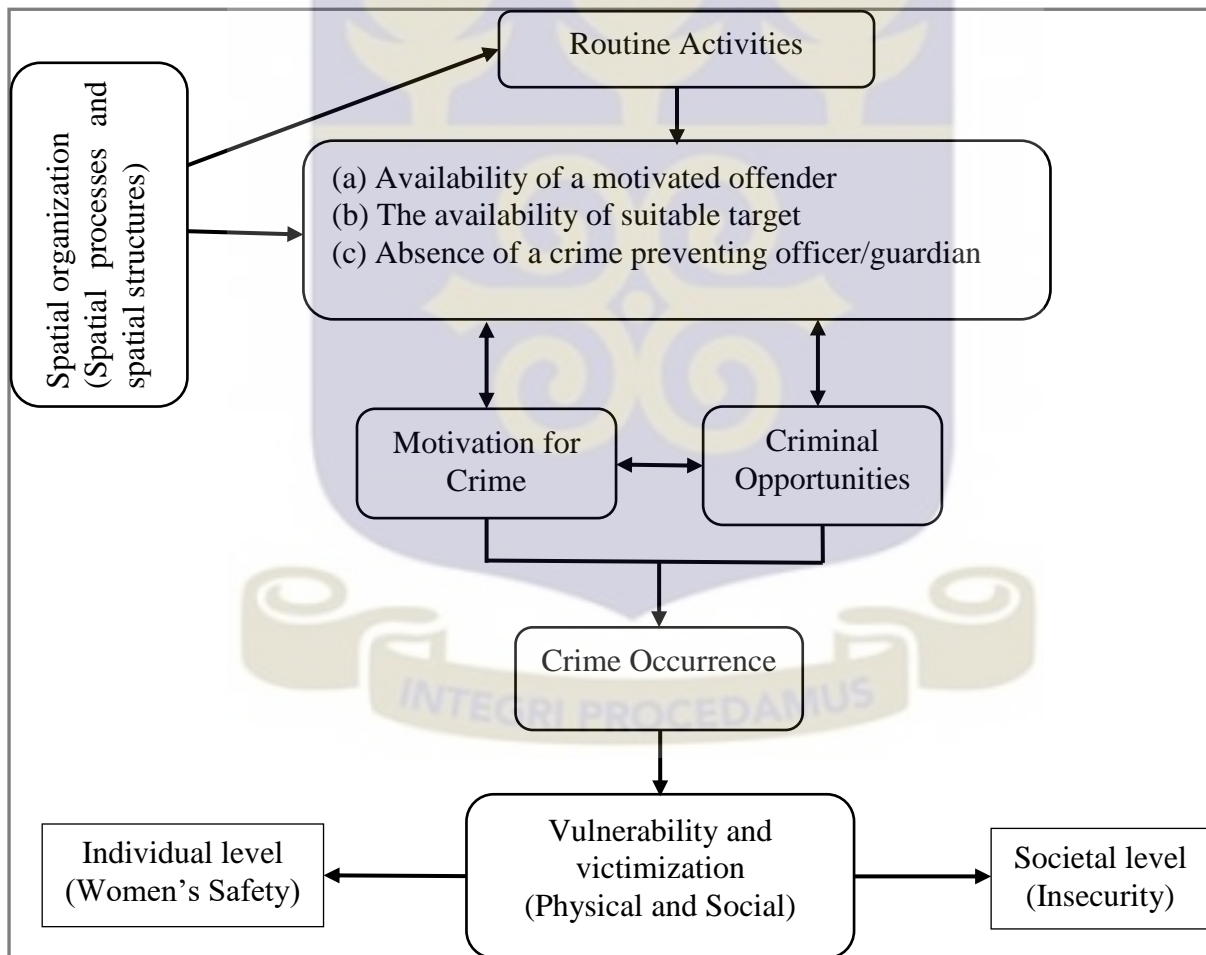 Routine Activities
Spatial organization
(Spatial processes and
spatial structures)
(a) Availability of a motivated offender
(b) The availability of suitable target
(c) Absence of a crime preventing officer/guardian
Motivation for
Crime
Criminal
Opportunities
Crime Occurrence
INTEGRI PROCEDAMUS
Vulnerability and
victimization
(Physical and Social)
Individual level
(Women’s Safety)
Societal level
(Insecurity)